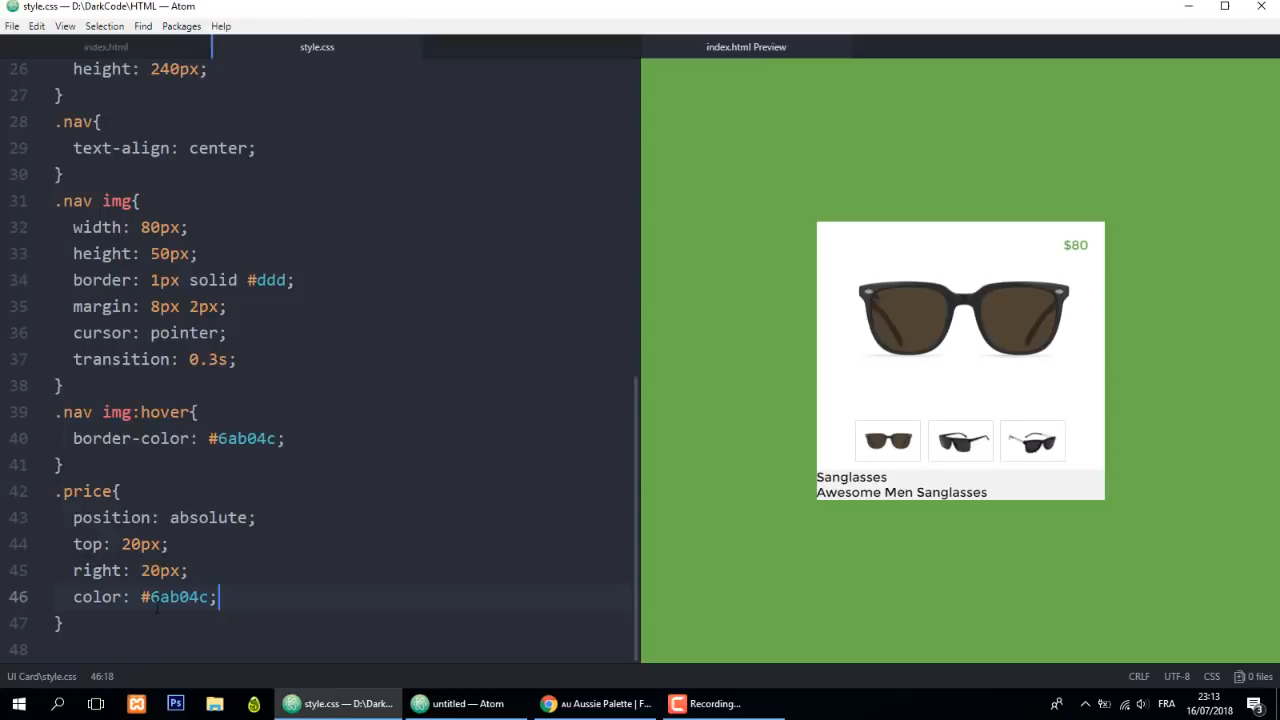 style.css — D:\DarkCode\HTML — Atom
File Edit View Selection Find Packages Help
index.html style.css index.html Preview
26 height: 240px;
27 }
28 .nav{
29 text-align: center;
30 }
31 .nav img{
32 width: 80px;
33 height: 50px;
34 border: 1px solid #ddd;
35 margin: 8px 2px;
36 cursor: pointer;
37 transition: 0.3s;
38 }
39 .nav img:hover{
40 border-color: #6ab04c;
41 }
42 .price{
43 position: absolute;
44 top: 20px;
45 right: 20px;
46 color: #6ab04c;
47 }
48
$80
Sanglasses
Awesome Men Sanglasses
UI Card\style.css 46:18 CRLF UTF-8 CSS 0 files
Ps style.css — D:\Dark... untitled — Atom AU Aussie Palette | F... Recording... FRA 23:13
16/07/2018 3